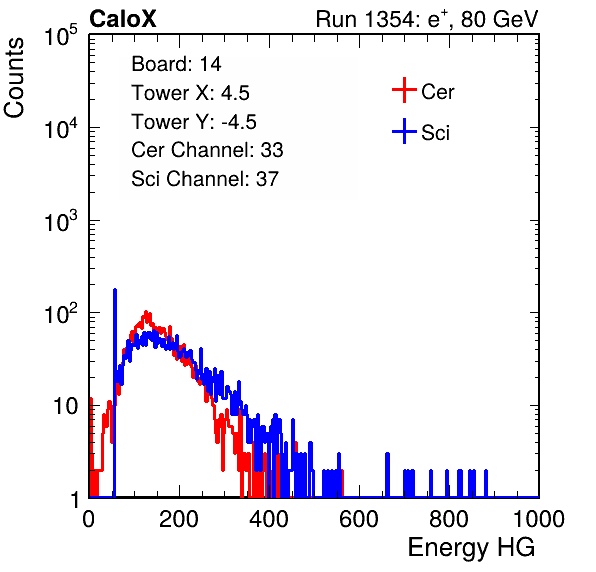 CaloX Run 1354: e⁺, 80 GeV
Counts
10⁵
10⁴
10³
10²
10
1
Board: 14
Tower X: 4.5
Tower Y: -4.5
Cer Channel: 33
Sci Channel: 37
Cer
Sci
0 200 400 600 800 1000
Energy HG